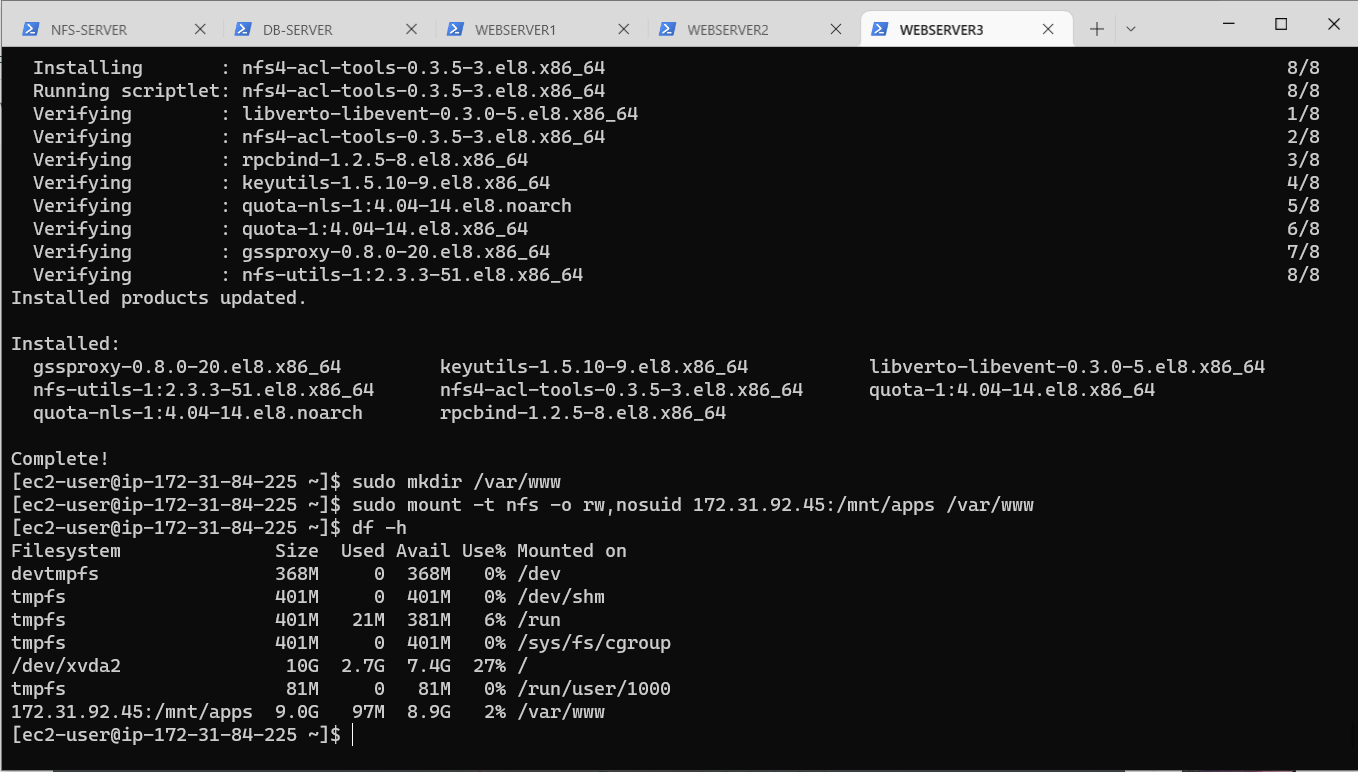 NFS-SERVER DB-SERVER WEBSERVER1 WEBSERVER2 WEBSERVER3
Installing : nfs4-acl-tools-0.3.5-3.el8.x86_64 8/8
Running scriptlet: nfs4-acl-tools-0.3.5-3.el8.x86_64 8/8
Verifying : libverto-libevent-0.3.0-5.el8.x86_64 1/8
Verifying : nfs4-acl-tools-0.3.5-3.el8.x86_64 2/8
Verifying : rpcbind-1.2.5-8.el8.x86_64 3/8
Verifying : keyutils-1.5.10-9.el8.x86_64 4/8
Verifying : quota-nls-1:4.04-14.el8.noarch 5/8
Verifying : quota-1:4.04-14.el8.x86_64 6/8
Verifying : gssproxy-0.8.0-20.el8.x86_64 7/8
Verifying : nfs-utils-1:2.3.3-51.el8.x86_64 8/8
Installed products updated.
Installed:
gssproxy-0.8.0-20.el8.x86_64 keyutils-1.5.10-9.el8.x86_64 libverto-libevent-0.3.0-5.el8.x86_64
nfs-utils-1:2.3.3-51.el8.x86_64 nfs4-acl-tools-0.3.5-3.el8.x86_64 quota-1:4.04-14.el8.x86_64
quota-nls-1:4.04-14.el8.noarch rpcbind-1.2.5-8.el8.x86_64
Complete!
[ec2-user@ip-172-31-84-225 ~]$ sudo mkdir /var/www
[ec2-user@ip-172-31-84-225 ~]$ sudo mount -t nfs -o rw,nosuid 172.31.92.45:/mnt/apps /var/www
[ec2-user@ip-172-31-84-225 ~]$ df -h
Filesystem Size Used Avail Use% Mounted on
devtmpfs 368M 0 368M 0% /dev
tmpfs 401M 0 401M 0% /dev/shm
tmpfs 401M 21M 381M 6% /run
tmpfs 401M 0 401M 0% /sys/fs/cgroup
/dev/xvda2 10G 2.7G 7.4G 27% /
tmpfs 81M 0 81M 0% /run/user/1000
172.31.92.45:/mnt/apps 9.0G 97M 8.9G 2% /var/www
[ec2-user@ip-172-31-84-225 ~]$